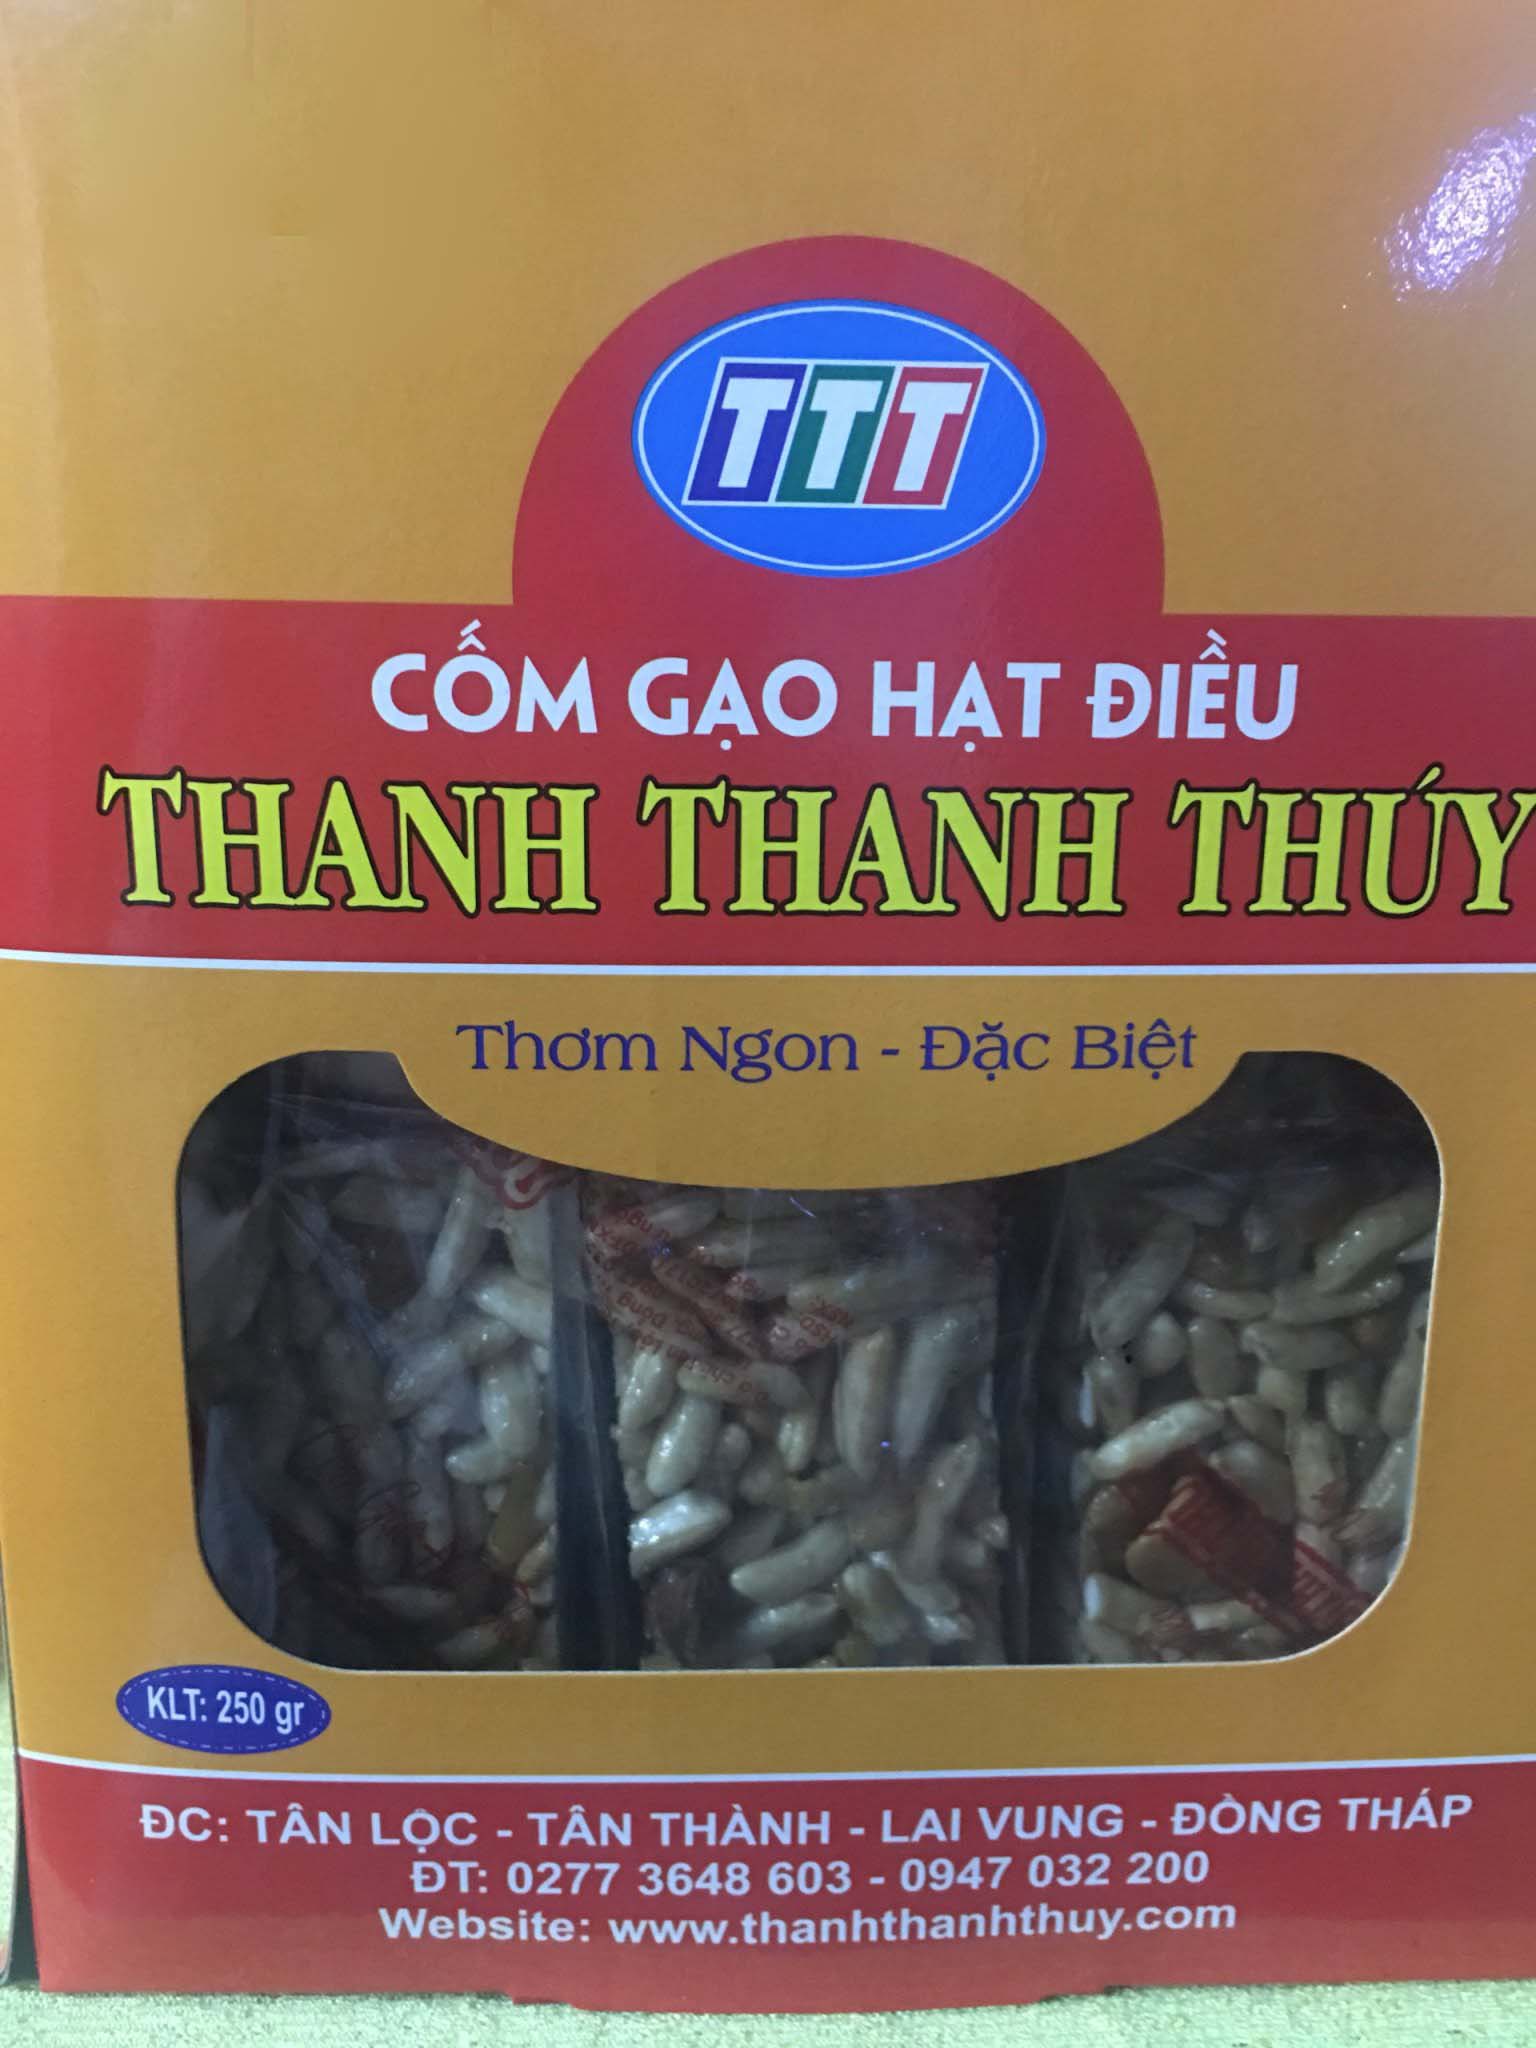 TTT
CỐM GẠO HẠT ĐIỀU
THANH THANH THÚY
Thơm Ngon - Đặc Biệt
KLT: 250 gr
ĐC: TÂN LỘC - TÂN THÀNH - LAI VUNG - ĐỒNG THÁP
ĐT: 0277 3648 603 - 0947 032 200
Website: www.thanhthanhthuy.com